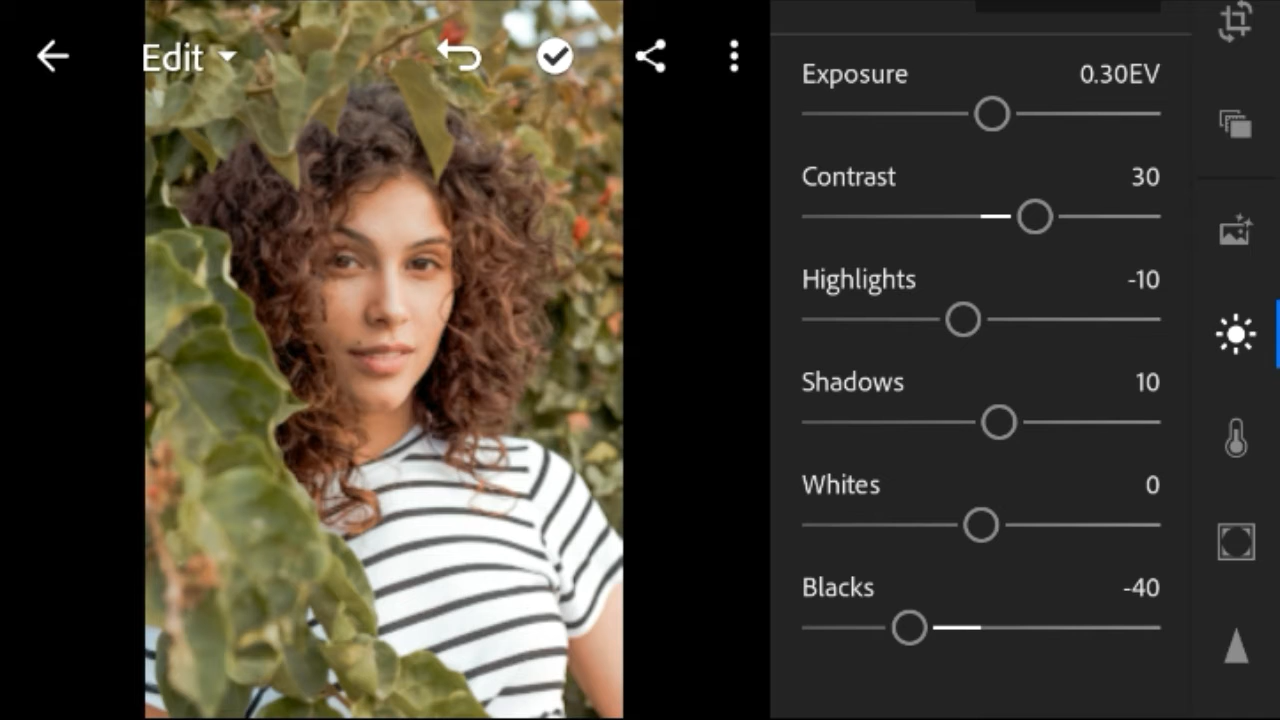 Edit
Exposure 0.30EV
Contrast 30
Highlights -10
Shadows 10
Whites 0
Blacks -40